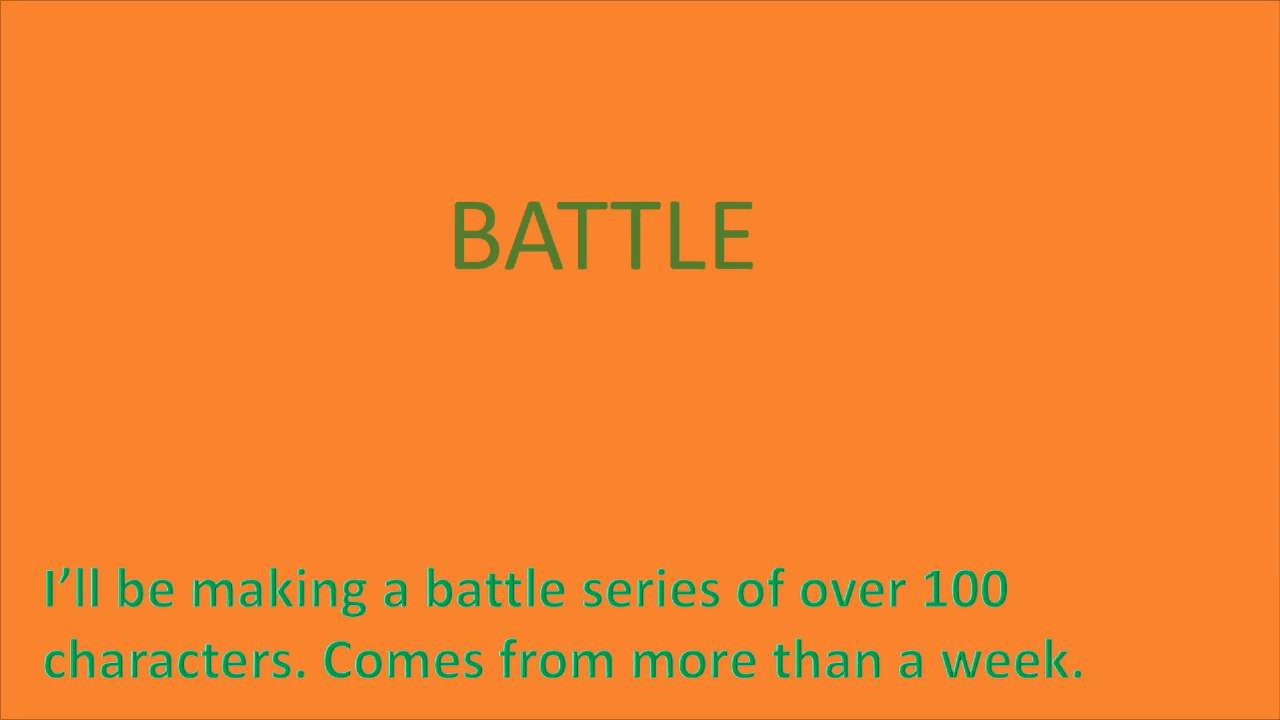 BATTLE
I’ll be making a battle series of over 100
characters. Comes from more than a week.